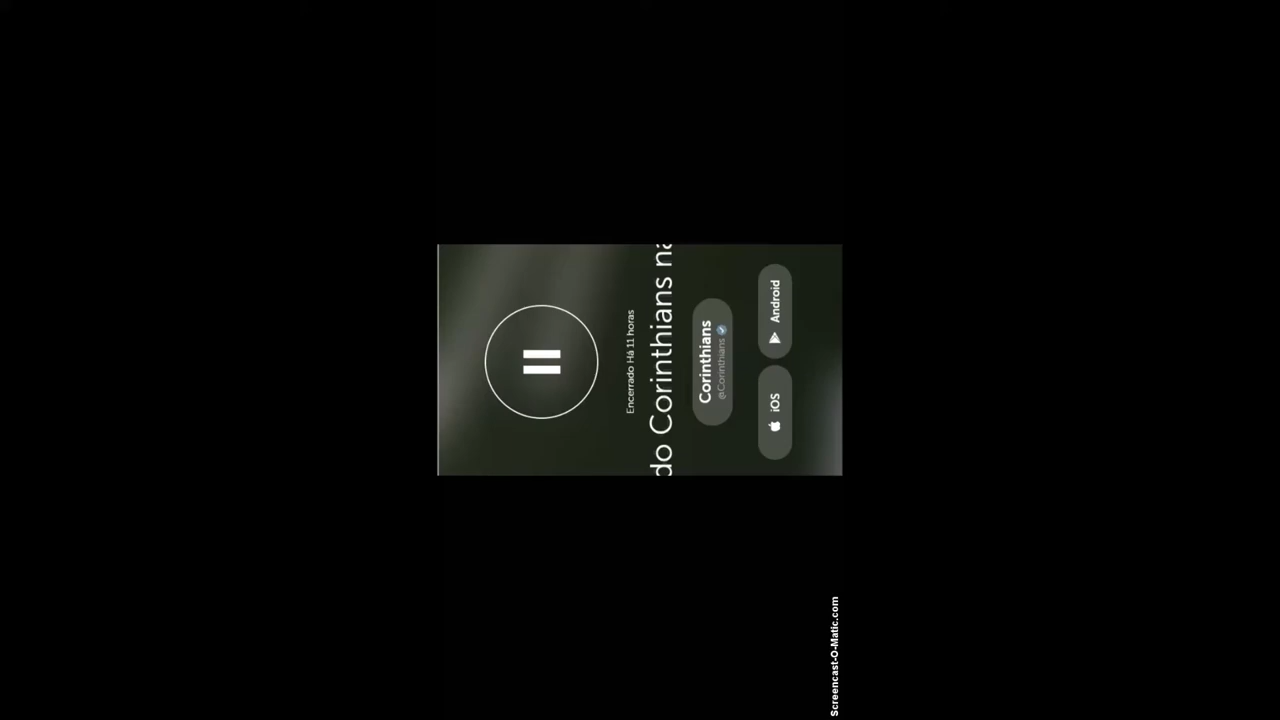 Encerrado Há 11 horas
do Corinthians na
Corinthians
@Corinthians
iOS
Android
Screencast-O-Matic.com